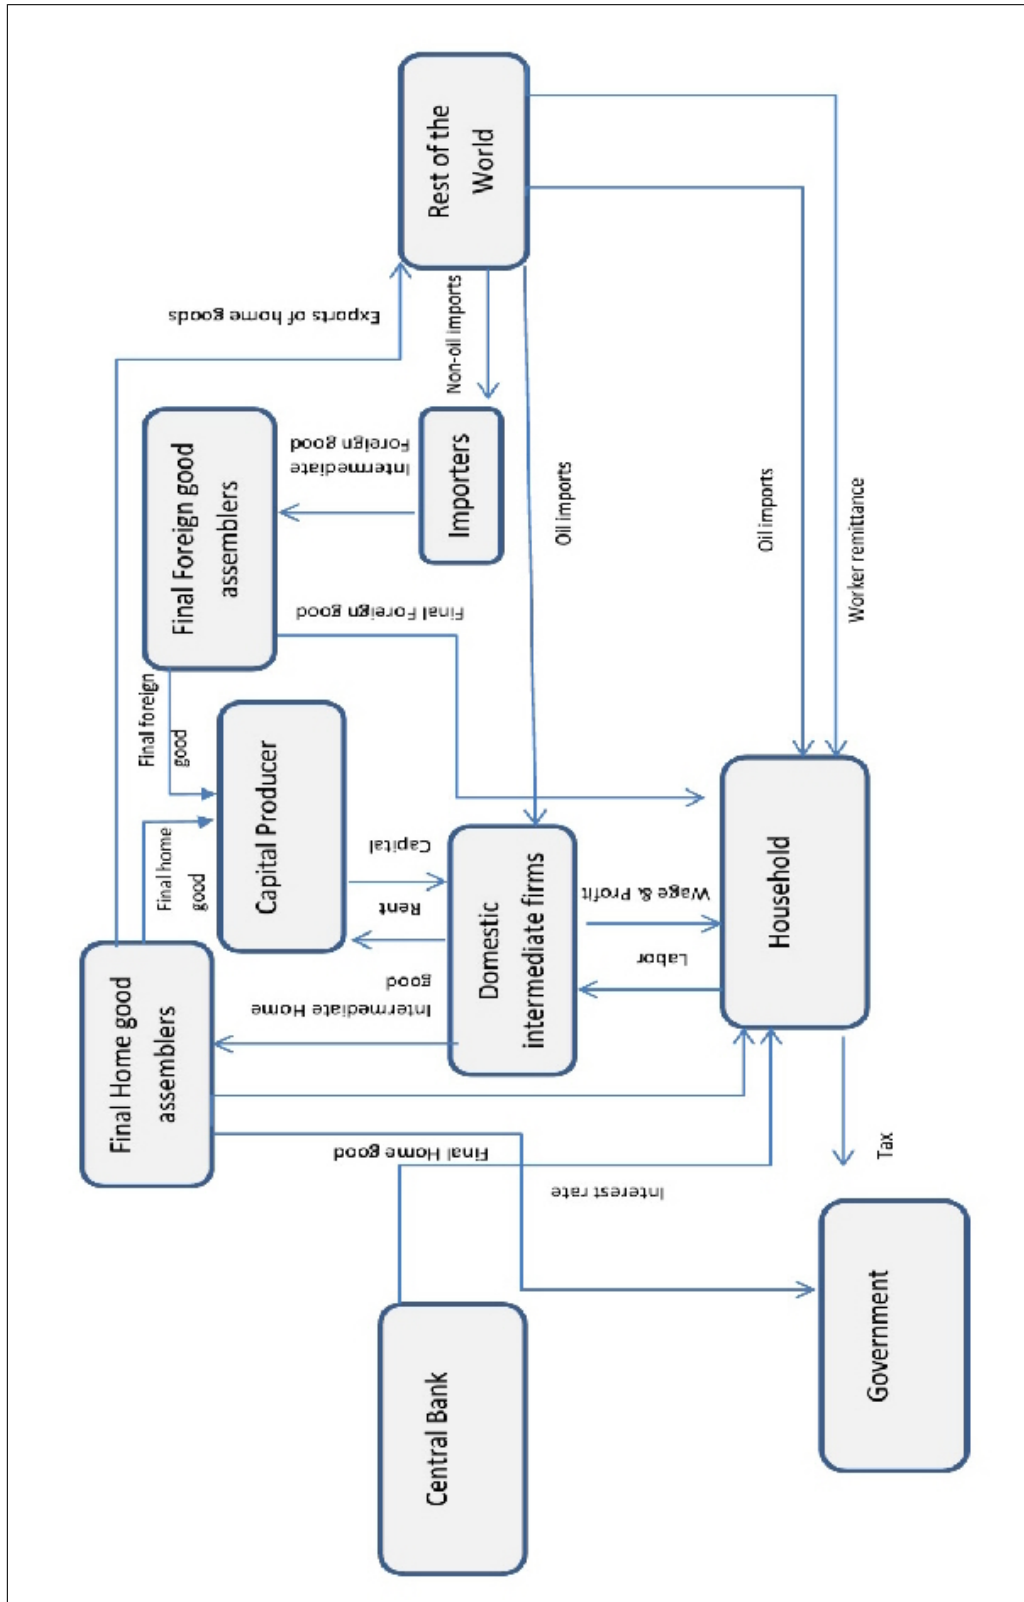 Final Home good
assemblers
Final Foreign good
assemblers
Rest of the
World
Exports of home goods
Final home
good
Final foreign
good
Capital Producer
Intermediate
Foreign good
Importers
Non-oil imports
Intermediate Home
good
Rent
Capital
Final Foreign good
Domestic
intermediate firms
Oil imports
Central Bank
Final Home good
Interest rate
Labor
Wage & Profit
Household
Oil imports
Worker remittance
Tax
Government